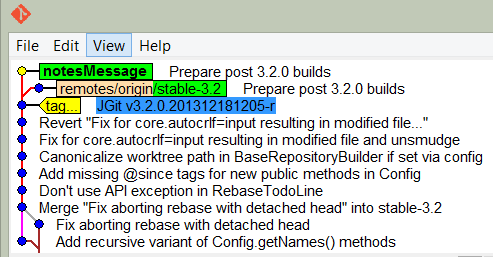 File Edit View Help
notesMessage Prepare post 3.2.0 builds
remotes/origin/stable-3.2 Prepare post 3.2.0 builds
tag... JGit v3.2.0.201312181205-r
Revert "Fix for core.autocrlf=input resulting in modified file..."
Fix for core.autocrlf=input resulting in modified file and unsmudge
Canonicalize worktree path in BaseRepositoryBuilder if set via config
Add missing @since tags for new public methods in Config
Don't use API exception in RebaseTodoLine
Merge "Fix aborting rebase with detached head" into stable-3.2
Fix aborting rebase with detached head
Add recursive variant of Config.getNames() methods